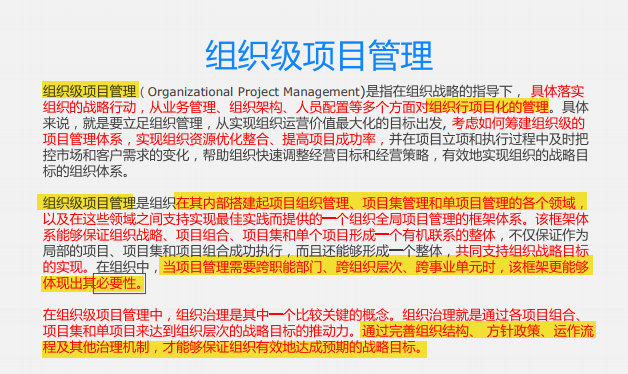 组织级项目管理
组织级项目管理（Organizational Project Management)是指在组织战略的指导下， 具体落实
组织的战略行动，从业务管理、组织架构、人员配置等多个方面对组织行项目化的管理。具体
来说，就是要立足组织管理，从实现组织运营价值最大化的目标出发, 考虑如何筹建组织级的
项目管理体系，实现组织资源优化整合、提高项目成功率，并在项目立项和执行过程中及时把
控市场和客户需求的变化，帮助组织快速调整经营目标和经营策略，有效地实现组织的战略目
标的组织体系。
组织级项目管理是组织在其内部搭建起项目组织管理、项目集管理和单项目管理的各个领域，
以及在这些领域之间支持实现最佳实践而提供的一个组织全局项目管理的框架体系。该框架体
系能够保证组织战略、项目组合、项目集和单个项目形成一个有机联系的整体，不仅保证作为
局部的项目、项目集和项目组合成功执行，而且还能够形成一个整体，共同支持组织战略目标
的实现。在组织中，当项目管理需要跨职能部门、跨组织层次、跨事业单元时，该框架更能够
体现出其必要性。
在组织级项目管理中，组织治理是其中一个比较关键的概念。组织治理就是通过各项目组合、
项目集和单项目来达到组织层次的战略目标的推动力。通过完善组织结构、 方针政策、运作流
程及其他治理机制，才能够保证组织有效地达成预期的战略目标。